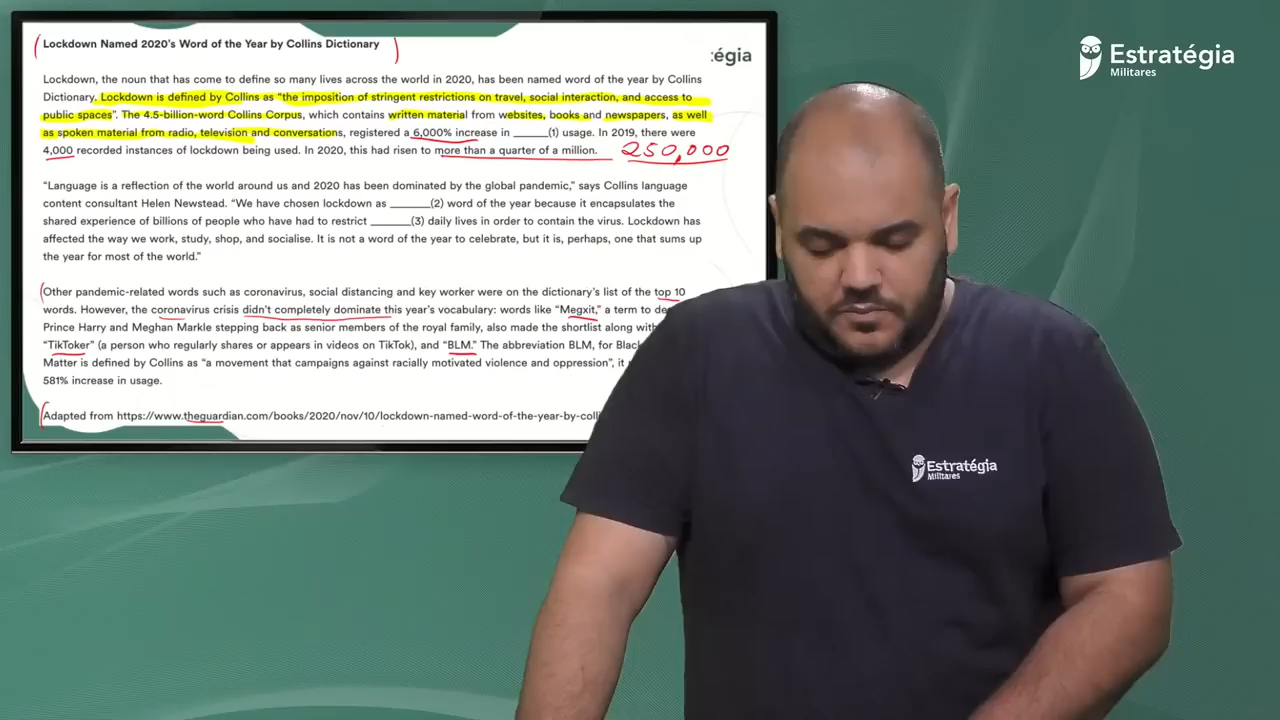 Lockdown Named 2020's Word of the Year by Collins Dictionary
:égia
Estratégia
Militares
Lockdown, the noun that has come to define so many lives across the world in 2020, has been named word of the year by Collins
Dictionary. Lockdown is defined by Collins as “the imposition of stringent restrictions on travel, social interaction, and access to
public spaces”. The 4.5-billion-word Collins Corpus, which contains written material from websites, books and newspapers, as well
as spoken material from radio, television and conversations, registered a 6,000% increase in ______(1) usage. In 2019, there were
4,000 recorded instances of lockdown being used. In 2020, this had risen to more than a quarter of a million. 250,000
“Language is a reflection of the world around us and 2020 has been dominated by the global pandemic,” says Collins language
content consultant Helen Newstead. “We have chosen lockdown as _______(2) word of the year because it encapsulates the
shared experience of billions of people who have had to restrict _______(3) daily lives in order to contain the virus. Lockdown has
affected the way we work, study, shop, and socialise. It is not a word of the year to celebrate, but it is, perhaps, one that sums up
the year for most of the world.”
Other pandemic-related words such as coronavirus, social distancing and key worker were on the dictionary's list of the top 10
words. However, the coronavirus crisis didn't completely dominate this year's vocabulary: words like “Megxit,” a term to
Prince Harry and Meghan Markle stepping back as senior members of the royal family, also made the shortlist along
“TikToker” (a person who regularly shares or appears in videos on TikTok), and “BLM.” The abbreviation BLM, for Black
Matter is defined by Collins as “a movement that campaigns against racially motivated violence and oppression”, it
581% increase in usage.
Adapted from https://www.theguardian.com/books/2020/nov/10/lockdown-named-word-of-the-year-by-colli
Estratégia
Militares